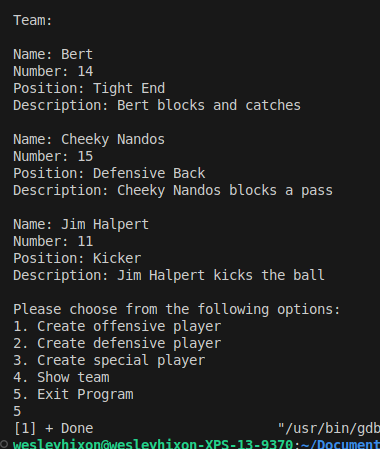 Team:
Name: Bert
Number: 14
Position: Tight End
Description: Bert blocks and catches
Name: Cheeky Nandos
Number: 15
Position: Defensive Back
Description: Cheeky Nandos blocks a pass
Name: Jim Halpert
Number: 11
Position: Kicker
Description: Jim Halpert kicks the ball
Please choose from the following options:
1. Create offensive player
2. Create defensive player
3. Create special player
4. Show team
5. Exit Program
5
[1] + Done "/usr/bin/gdb
wesleyhixon@wesleyhixon-XPS-13-9370:~/Document